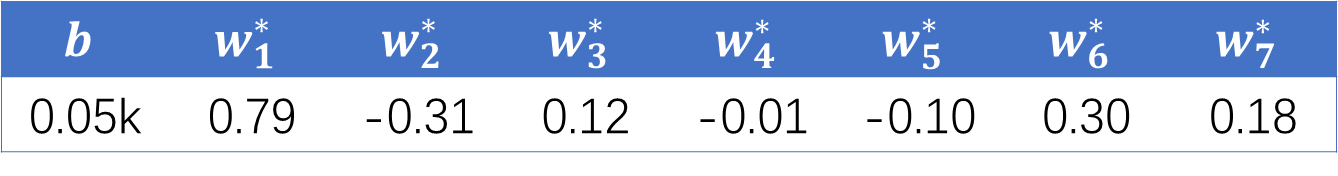 b w₁* w₂* w₃* w₄* w₅* w₆* w₇*
0.05k 0.79 -0.31 0.12 -0.01 -0.10 0.30 0.18